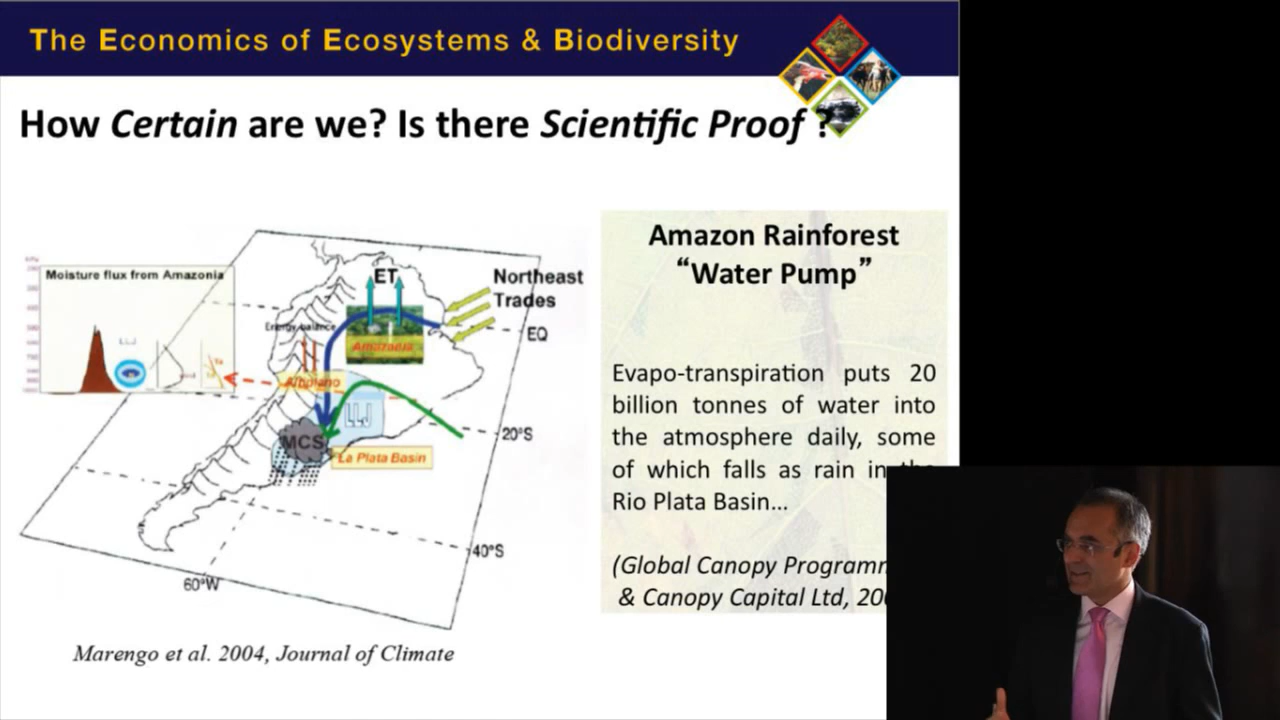 The Economics of Ecosystems & Biodiversity
How Certain are we? Is there Scientific Proof ?
Moisture flux from Amazonia
Energy balance
ET
Northeast
Trades
EQ
Amazonia
Altiplano
LLJ
LLJ
MCS
20°S
La Plata Basin
40°S
60°W
Marengo et al. 2004, Journal of Climate
Amazon Rainforest
“Water Pump”
Evapo-transpiration puts 20
billion tonnes of water into
the atmosphere daily, some
of which falls as rain in the
Rio Plata Basin…
(Global Canopy
& Canopy Capital Ltd,